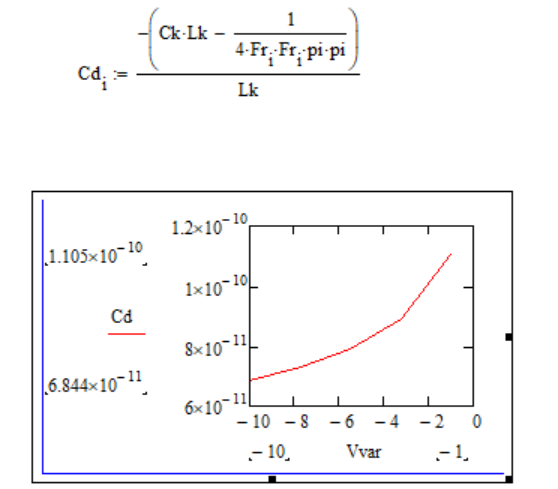 Cd_i := -(Ck·Lk - 1/(4·Fr_i·Fr_i·pi·pi))/Lk
1.2×10^-10
1.105×10^-10
1×10^-10
Cd
8×10^-11
6.844×10^-11
6×10^-11
-10 -8 -6 -4 -2 0
-10 Vvar -1